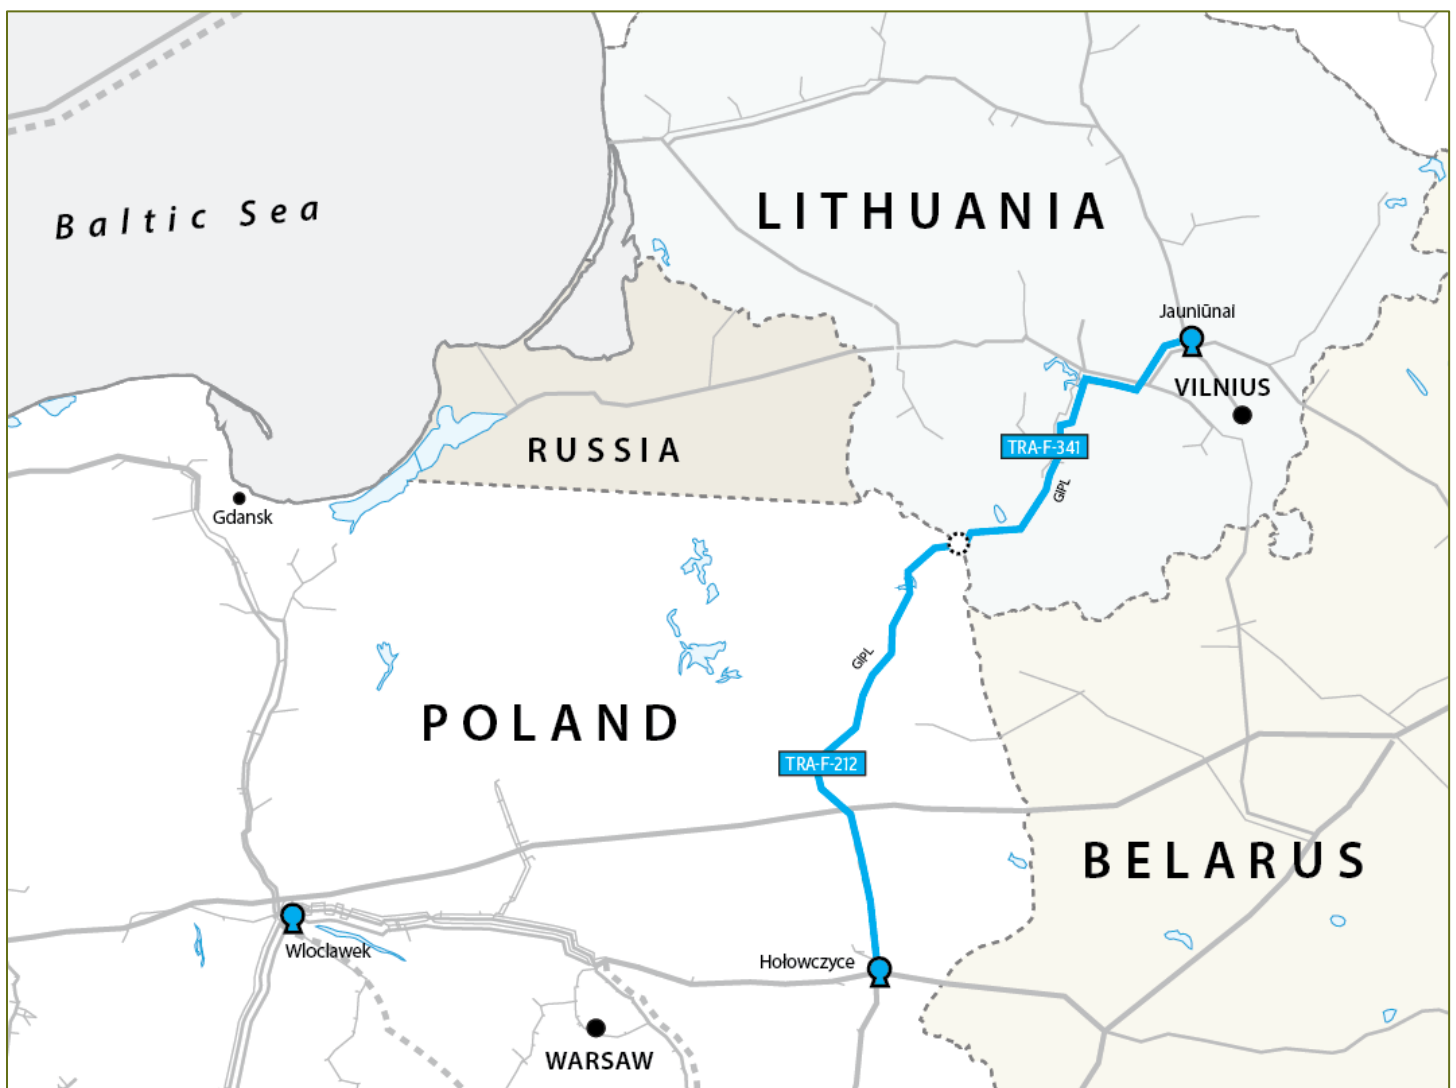 Baltic Sea
LITHUANIA
Jauniūnai
VILNIUS
TRA-F-341
RUSSIA
GIPL
Gdansk
GIPL
POLAND
TRA-F-212
BELARUS
Wloclawek
Hołowczyce
WARSAW